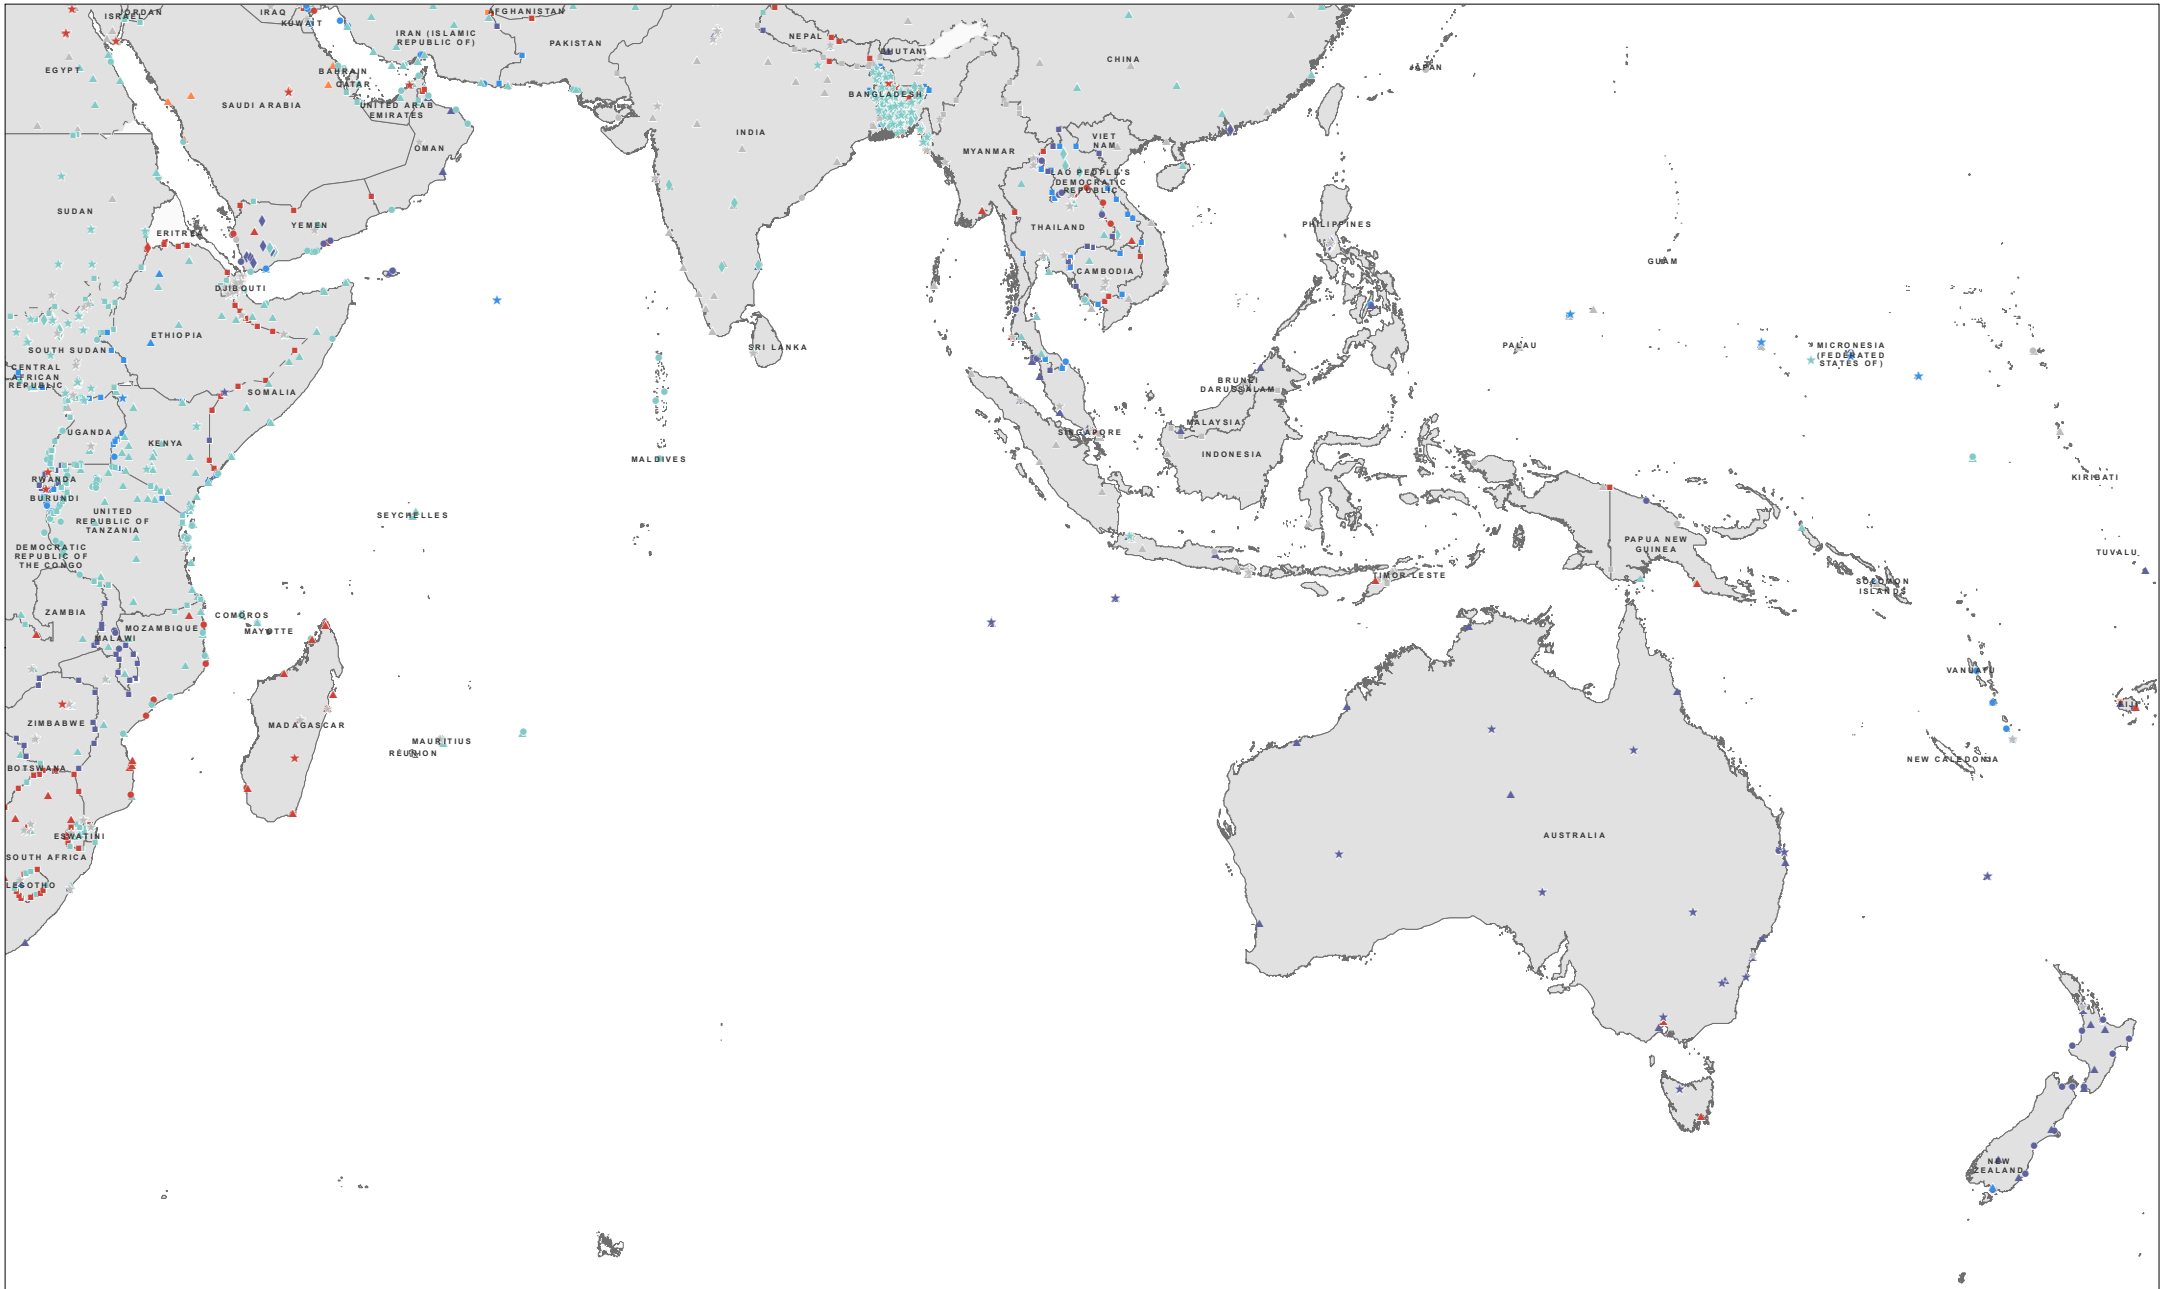 ISRAEL
JORDAN
IRAQ
KUWAIT
IRAN (ISLAMIC
REPUBLIC OF)
AFGHANISTAN
PAKISTAN
NEPAL
BHUTAN
CHINA
JAPAN
EGYPT
BAHRAIN
QATAR
SAUDI ARABIA
UNITED ARAB
EMIRATES
BANGLADESH
INDIA
OMAN
MYANMAR
VIET
NAM
LAO PEOPLE'S
DEMOCRATIC
REPUBLIC
SUDAN
ERITREA
YEMEN
THAILAND
PHILIPPINES
GUAM
DJIBOUTI
CAMBODIA
ETHIOPIA
SOUTH SUDAN
SRI LANKA
PALAU
MICRONESIA
(FEDERATED
STATES OF)
CENTRAL
AFRICAN
REPUBLIC
SOMALIA
BRUNEI
DARUSSALAM
UGANDA
KENYA
MALAYSIA
SINGAPORE
INDONESIA
MALDIVES
RWANDA
BURUNDI
KIRIBATI
UNITED
REPUBLIC OF
TANZANIA
SEYCHELLES
DEMOCRATIC
REPUBLIC OF
THE CONGO
PAPUA NEW
GUINEA
TUVALU
TIMOR-LESTE
SOLOMON
ISLANDS
ZAMBIA
COMOROS
MAYOTTE
MOZAMBIQUE
MALAWI
VANUATU
FIJI
ZIMBABWE
MADAGASCAR
MAURITIUS
RÉUNION
NEW CALEDONIA
BOTSWANA
ESWATINI
AUSTRALIA
SOUTH AFRICA
LESOTHO
NEW
ZEALAND